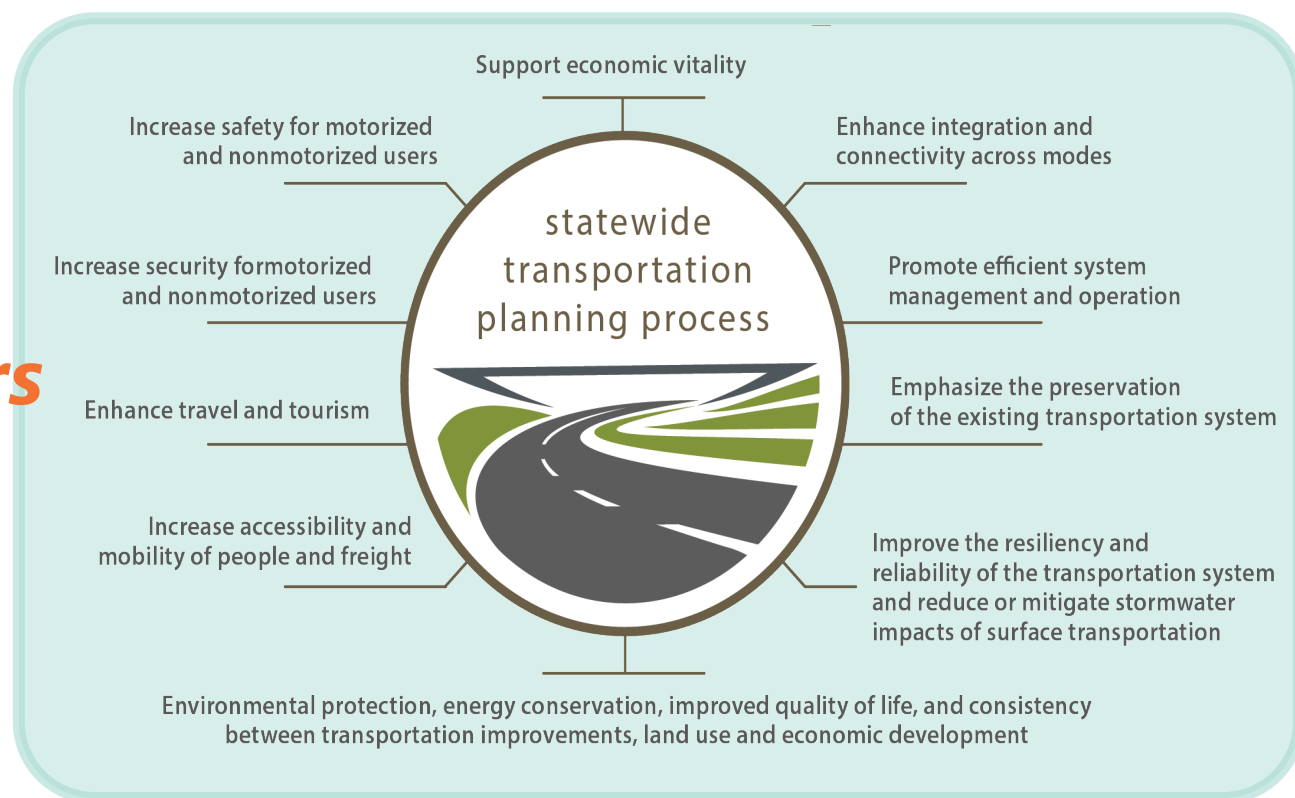 Support economic vitality
Increase safety for motorized
and nonmotorized users
Enhance integration and
connectivity across modes
statewide
transportation
planning process
Increase security formotorized
and nonmotorized users
Promote efficient system
management and operation
rs
Enhance travel and tourism
Emphasize the preservation
of the existing transportation system
Increase accessibility and
mobility of people and freight
Improve the resiliency and
reliability of the transportation system
and reduce or mitigate stormwater
impacts of surface transportation
Environmental protection, energy conservation, improved quality of life, and consistency
between transportation improvements, land use and economic development